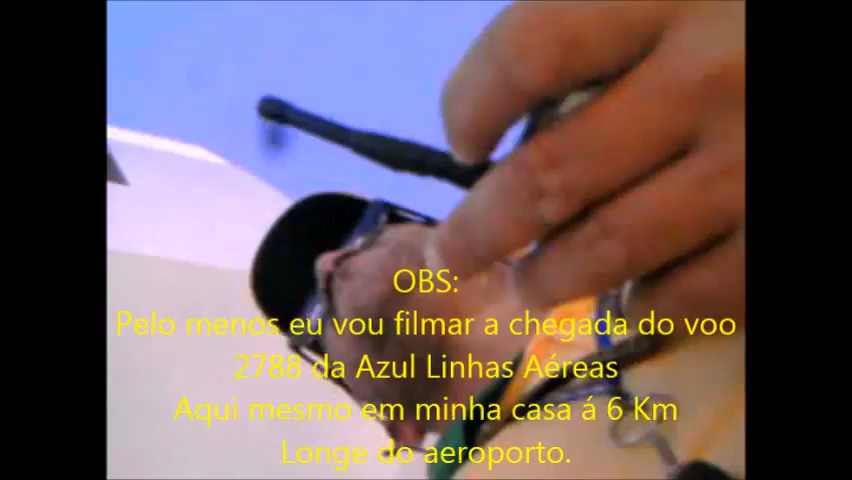 OBS:
Pelo menos eu vou filmar a chegada do voo
2788 da Azul Linhas Aéreas
Aqui mesmo em minha casa á 6 Km
Longe do aeroporto.